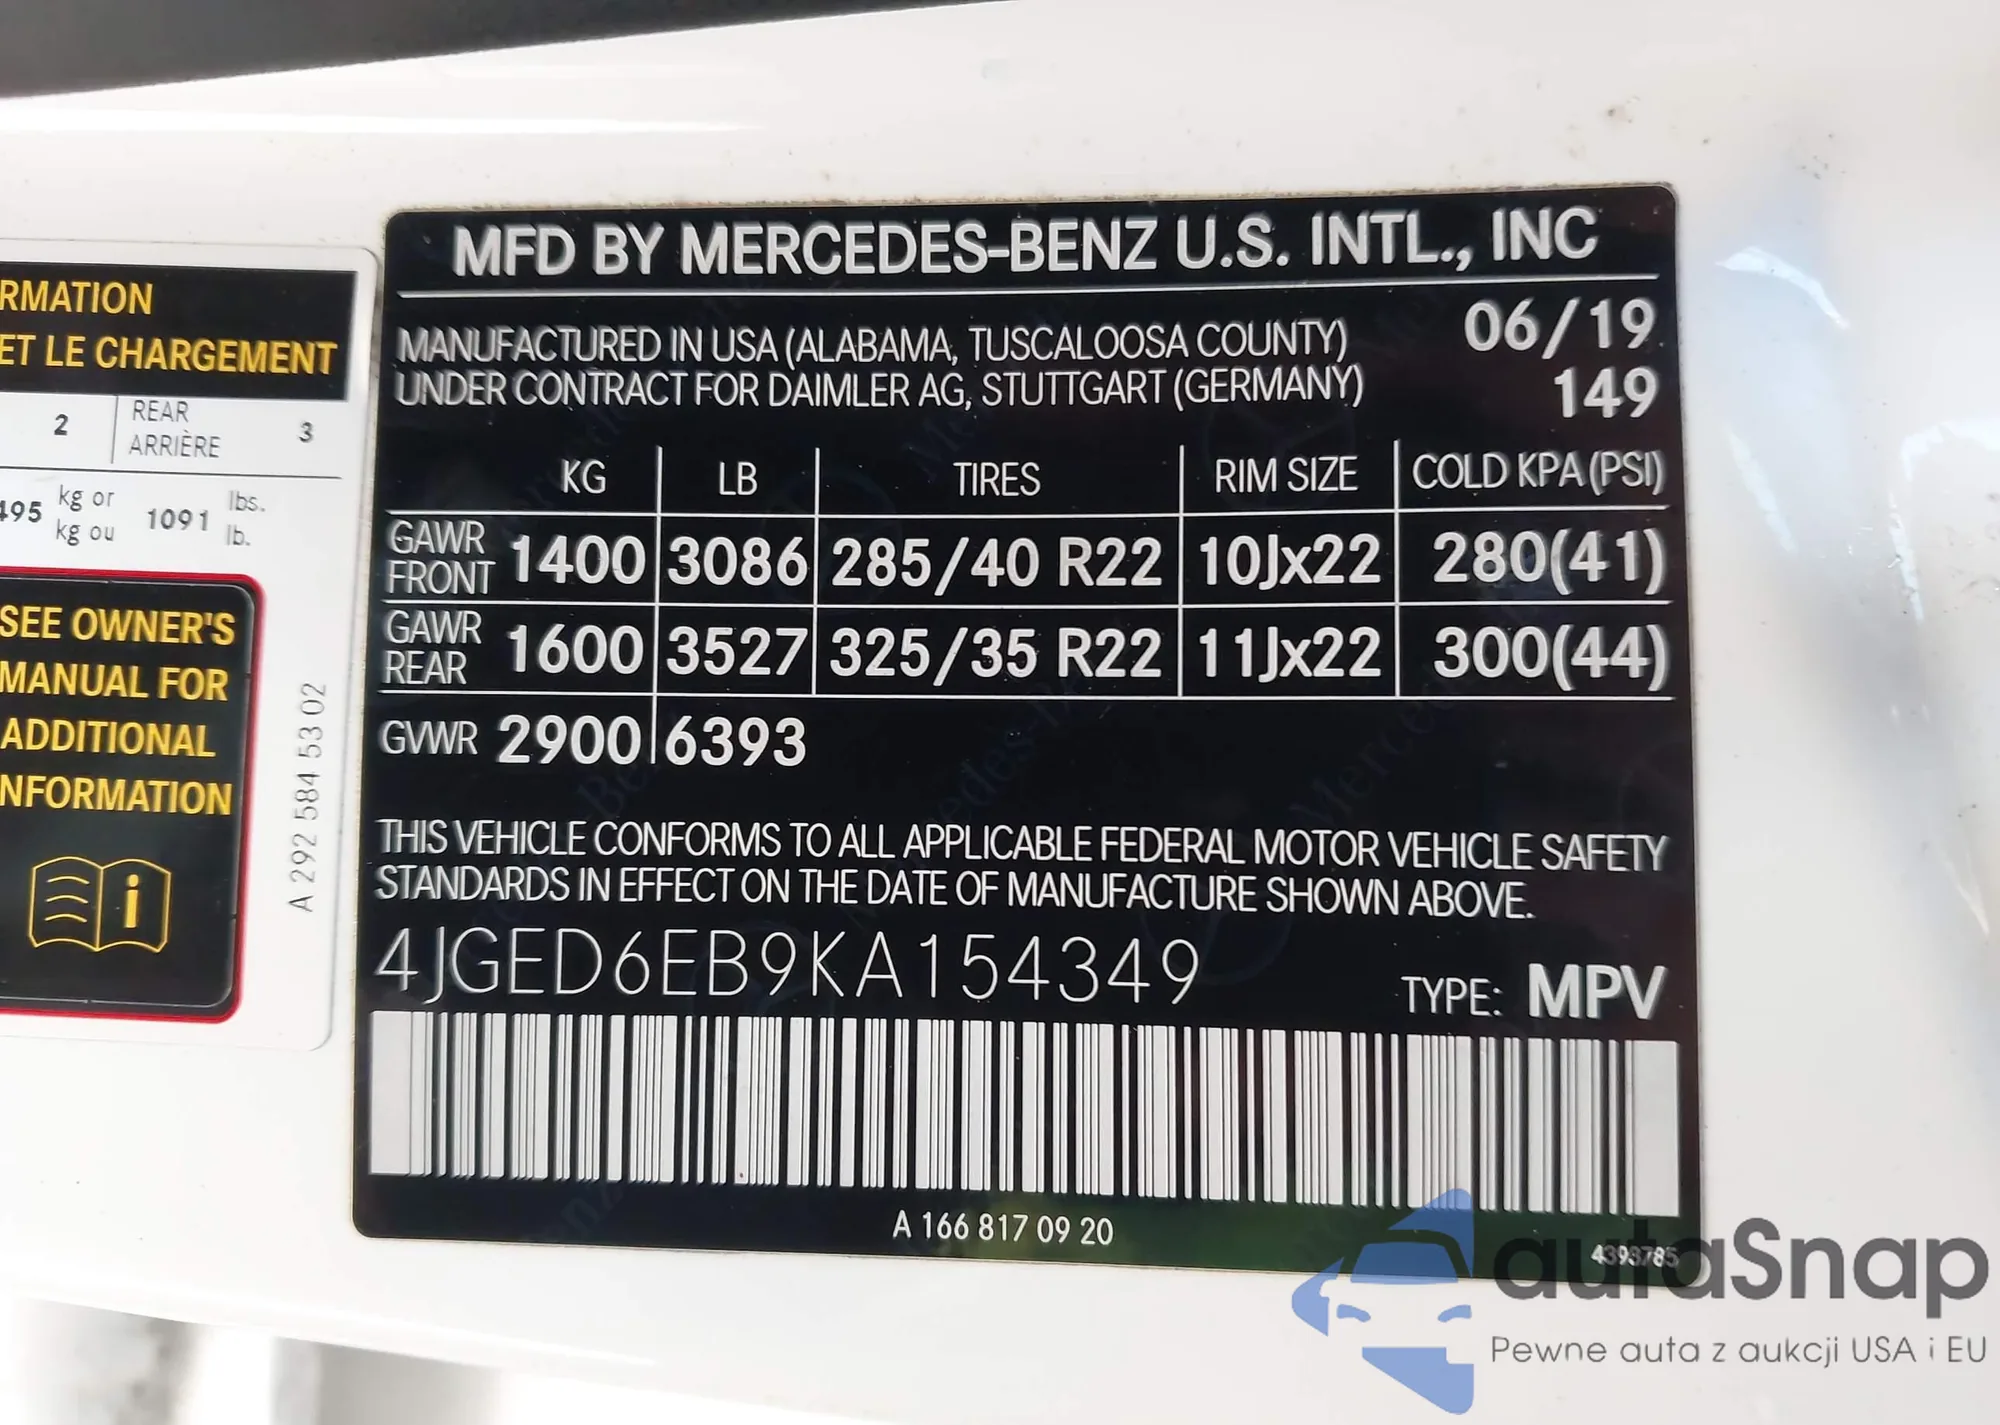 RMATION
ET LE CHARGEMENT
2 REAR ARRIÈRE 3
495 kg or kg ou 1091 lbs. lb.
SEE OWNER'S
MANUAL FOR
ADDITIONAL
NFORMATION
A 292 584 53 02
MFD BY MERCEDES-BENZ U.S. INTL., INC
MANUFACTURED IN USA (ALABAMA, TUSCALOOSA COUNTY) 06/19
UNDER CONTRACT FOR DAIMLER AG, STUTTGART (GERMANY) 149
KG LB TIRES RIM SIZE COLD KPA(PSI)
GAWR FRONT 1400 3086 285/40 R22 10Jx22 280(41)
GAWR REAR 1600 3527 325/35 R22 11Jx22 300(44)
GVWR 2900 6393
THIS VEHICLE CONFORMS TO ALL APPLICABLE FEDERAL MOTOR VEHICLE SAFETY
STANDARDS IN EFFECT ON THE DATE OF MANUFACTURE SHOWN ABOVE.
4JGED6EB9KA154349 TYPE: MPV
A 166 817 09 20
4393785
autaSnap
Pewne auta z aukcji USA i EU